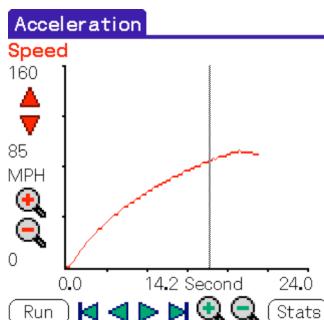 Acceleration
Speed
160
85
MPH
0
0.0 14.2 Second 24.0
Run Stats